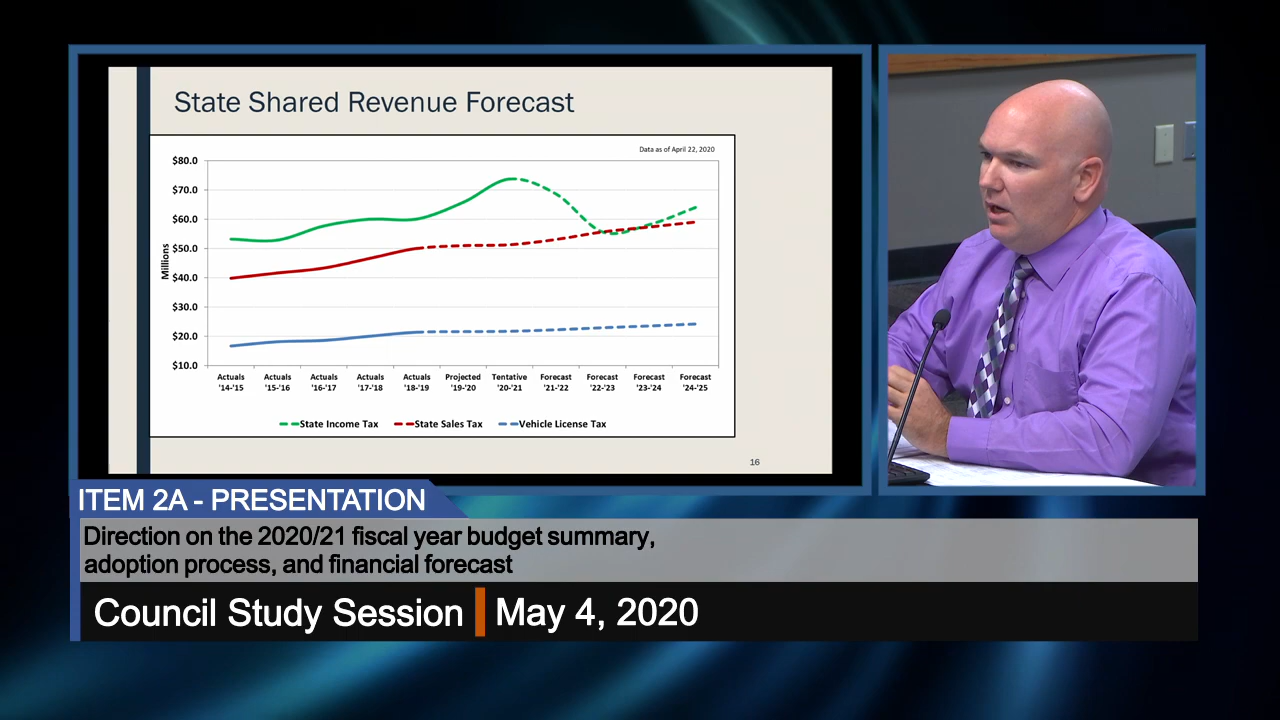 State Shared Revenue Forecast
Data as of April 22, 2020
$80.0
$70.0
$60.0
$50.0
$40.0
$30.0
$20.0
$10.0
Millions
Actuals Actuals Actuals Actuals Actuals Projected Tentative Forecast Forecast Forecast Forecast
'14-'15 '15-'16 '16-'17 '17-'18 '18-'19 '19-'20 '20-'21 '21-'22 '22-'23 '23-'24 '24-'25
State Income Tax State Sales Tax Vehicle License Tax
16
ITEM 2A - PRESENTATION
Direction on the 2020/21 fiscal year budget summary,
adoption process, and financial forecast
Council Study Session May 4, 2020